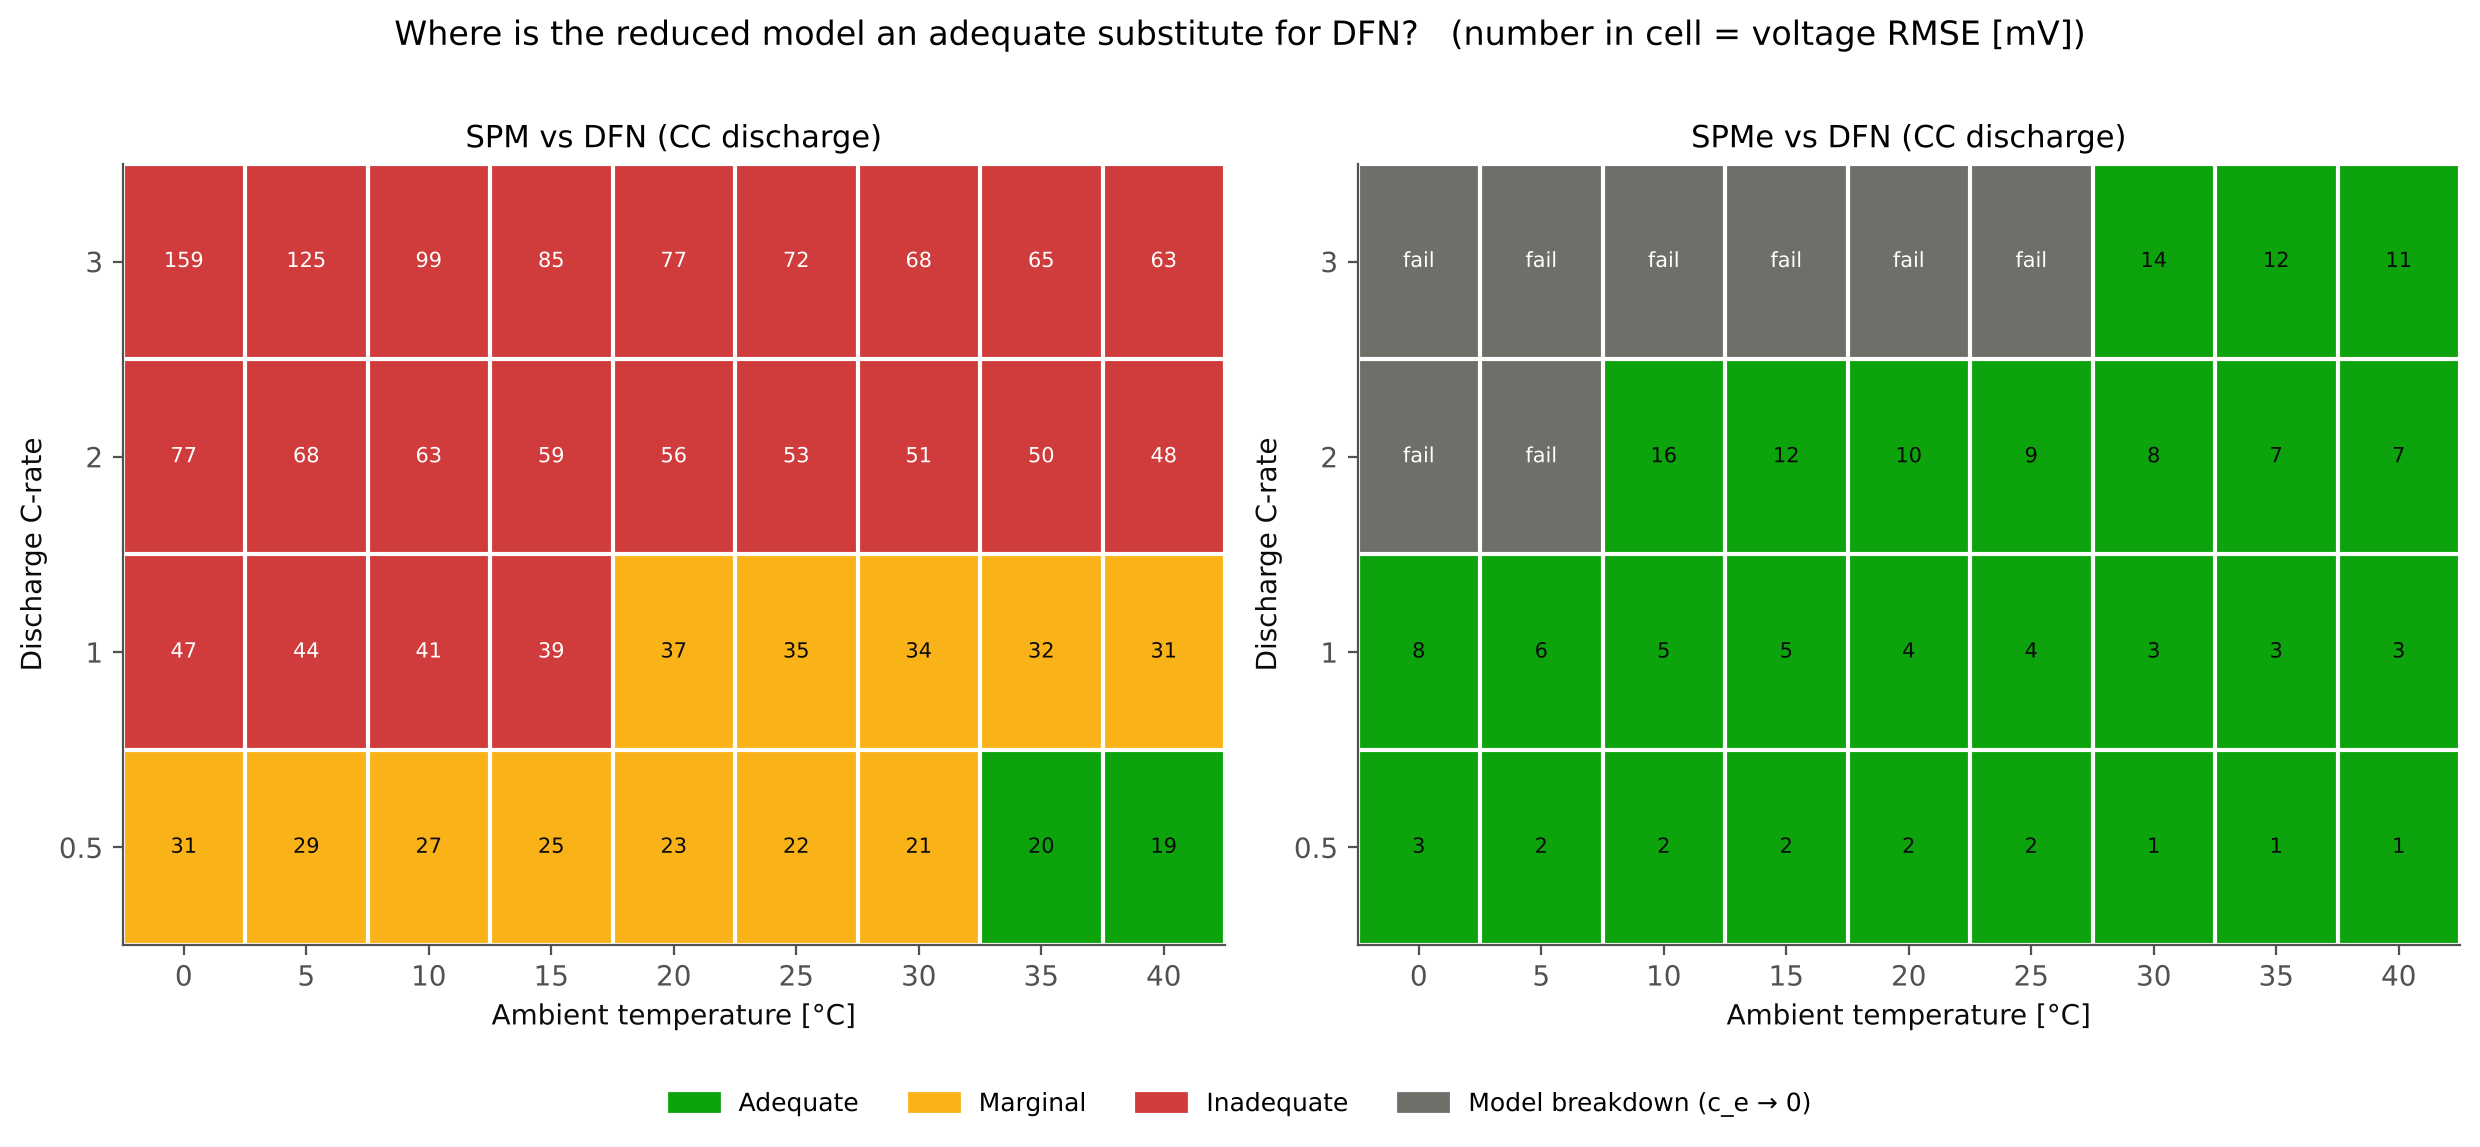 Where is the reduced model an adequate substitute for DFN?   (number in cell = voltage RMSE [mV])
SPM vs DFN (CC discharge)
Discharge C-rate
3 159 125 99 85 77 72 68 65 63
2 77 68 63 59 56 53 51 50 48
1 47 44 41 39 37 35 34 32 31
0.5 31 29 27 25 23 22 21 20 19
0 5 10 15 20 25 30 35 40
Ambient temperature [°C]
SPMe vs DFN (CC discharge)
Discharge C-rate
3 fail fail fail fail fail fail 14 12 11
2 fail fail 16 12 10 9 8 7 7
1 8 6 5 5 4 4 3 3 3
0.5 3 2 2 2 2 2 1 1 1
0 5 10 15 20 25 30 35 40
Ambient temperature [°C]
Adequate Marginal Inadequate Model breakdown (c_e → 0)